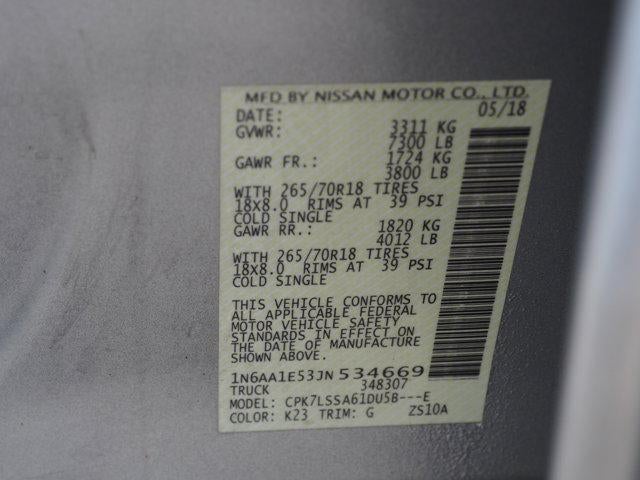 MFD BY NISSAN MOTOR CO., LTD.
DATE: 05/18
GVWR: 3311 KG
7300 LB
GAWR FR.: 1724 KG
3800 LB
WITH 265/70R18 TIRES
18X8.0 RIMS AT 39 PSI
COLD SINGLE
GAWR RR.: 1820 KG
4012 LB
WITH 265/70R18 TIRES
18X8.0 RIMS AT 39 PSI
COLD SINGLE
THIS VEHICLE CONFORMS TO
ALL APPLICABLE FEDERAL
MOTOR VEHICLE SAFETY
STANDARDS IN EFFECT ON
THE DATE OF MANUFACTURE
SHOWN ABOVE.
1N6AA1E53JN534669
TRUCK 348307
MODEL: CPK7LSSA61DU5B---E
COLOR: K23 TRIM: G ZS10A